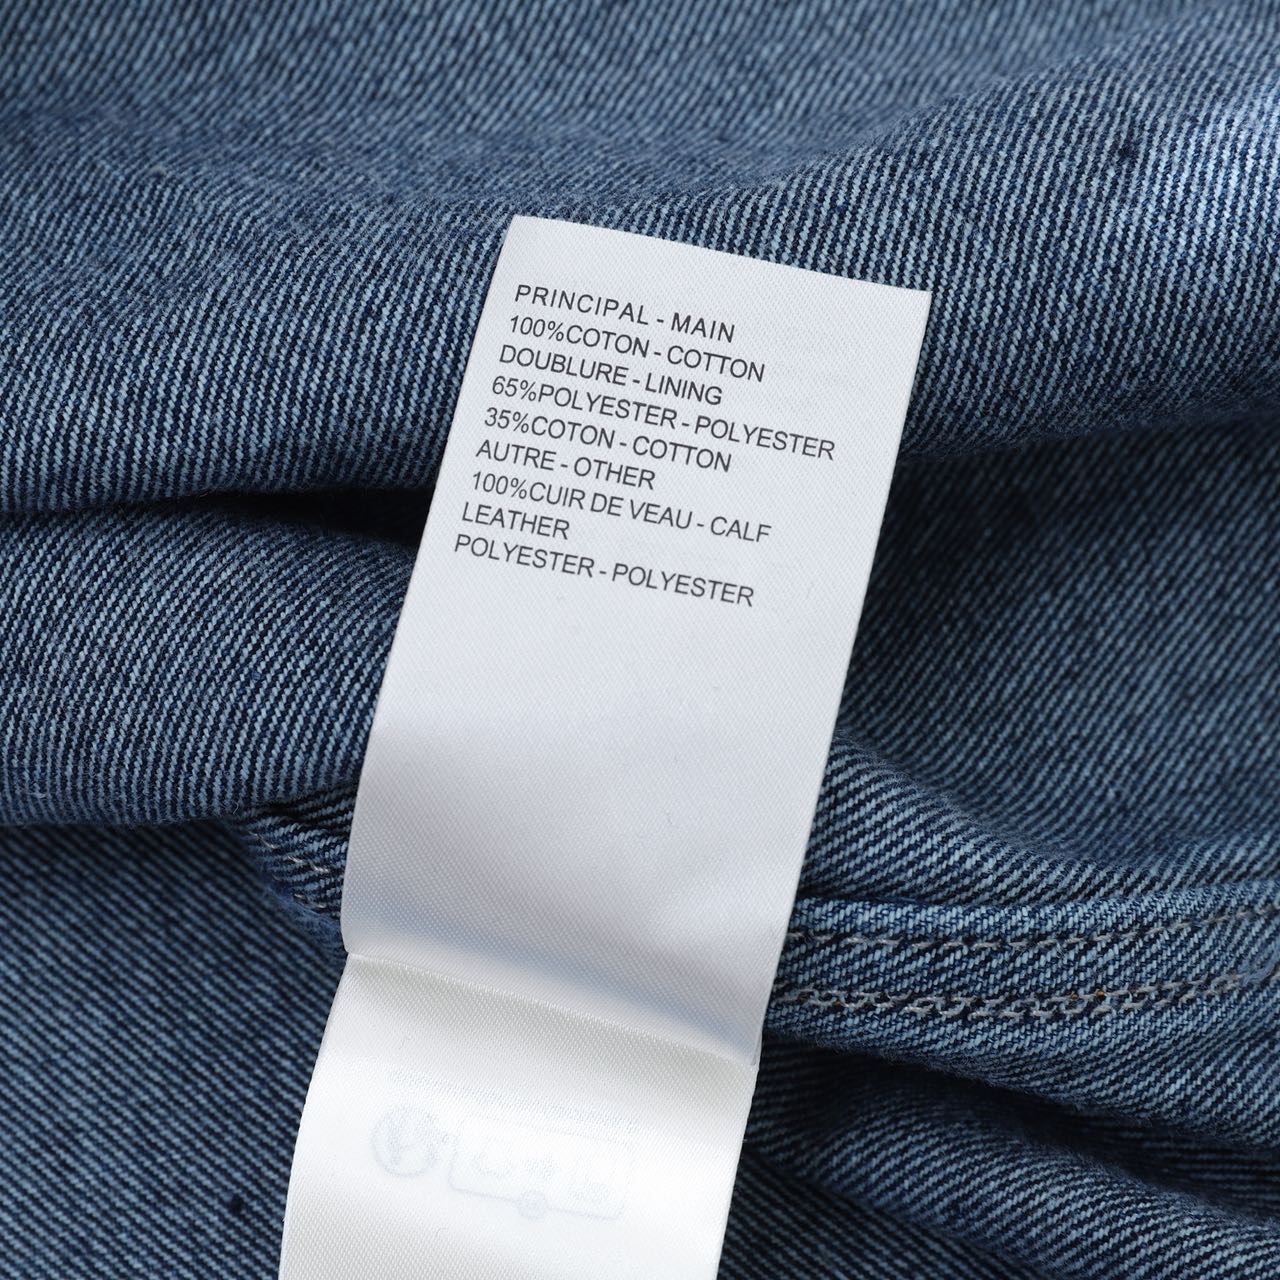 PRINCIPAL - MAIN
100%COTON - COTTON
DOUBLURE - LINING
65%POLYESTER - POLYESTER
35%COTON - COTTON
AUTRE - OTHER
100%CUIR DE VEAU - CALF
LEATHER
POLYESTER - POLYESTER